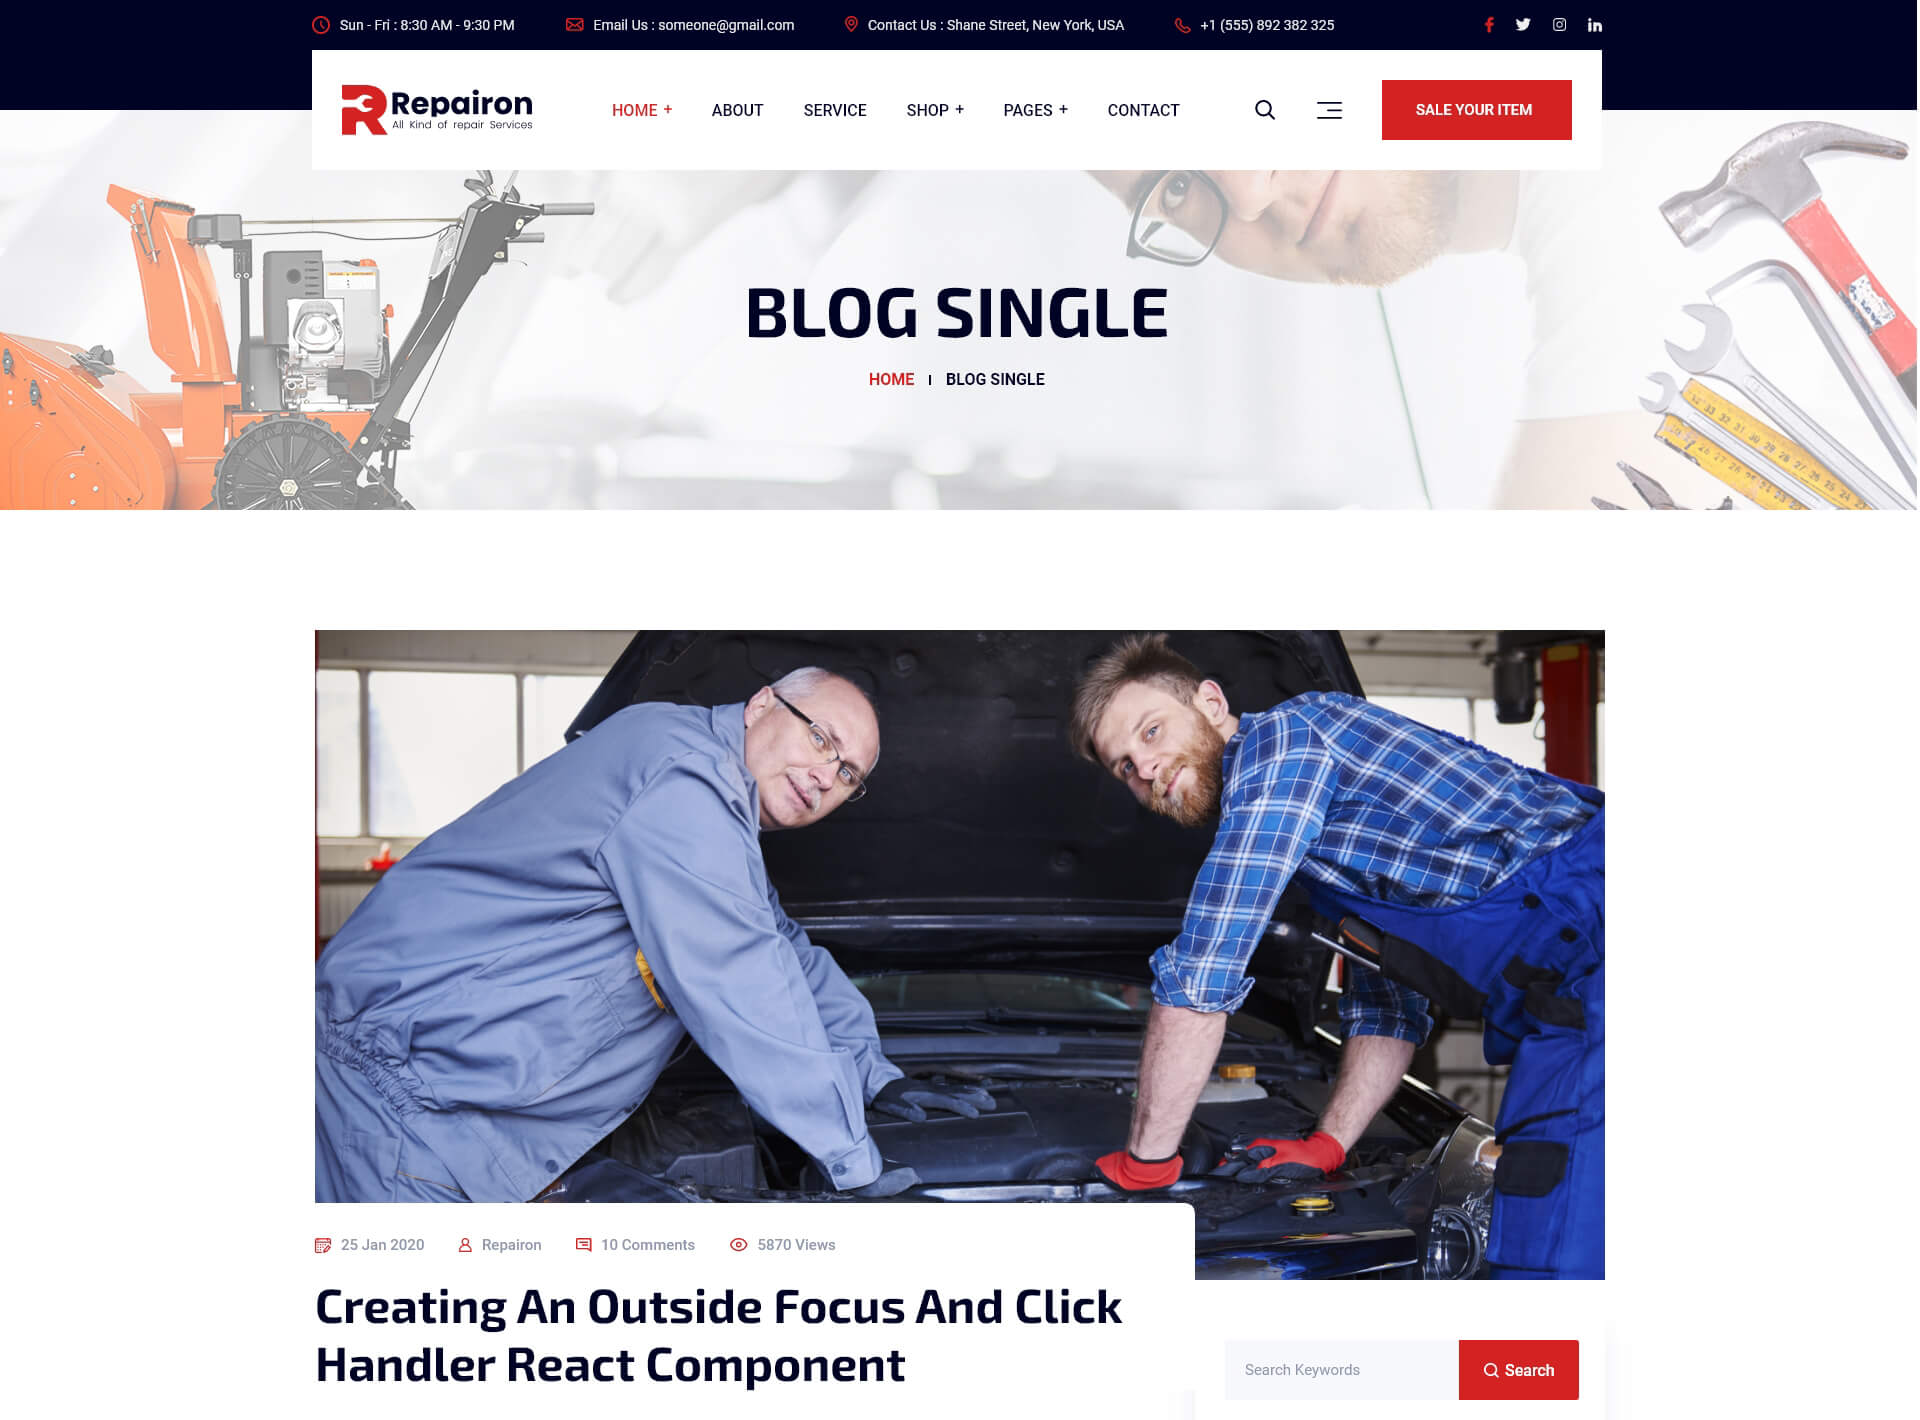 Sun - Fri : 8:30 AM - 9:30 PM
Email Us : someone@gmail.com
Contact Us : Shane Street, New York, USA
+1 (555) 892 382 325
Repairon
All Kind of repair Services
HOME +
ABOUT
SERVICE
SHOP +
PAGES +
CONTACT
SALE YOUR ITEM
BLOG SINGLE
HOME
BLOG SINGLE
25 Jan 2020
Repairon
10 Comments
5870 Views
Creating An Outside Focus And Click
Handler React Component
Search Keywords
Search